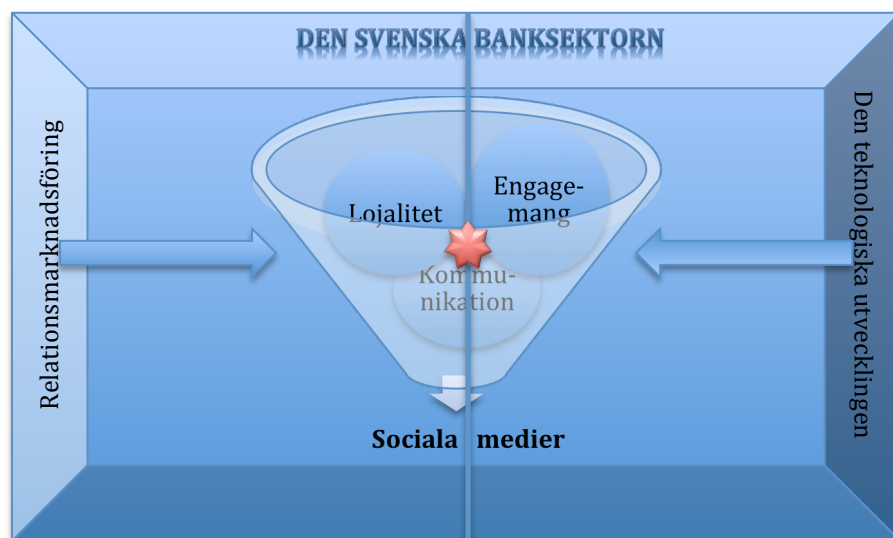 DEN SVENSKA BANKSEKTORN
Relationsmarknadsföring
Lojalitet
Engage-
mang
Kommu-
nikation
Sociala medier
Den teknologiska utvecklingen